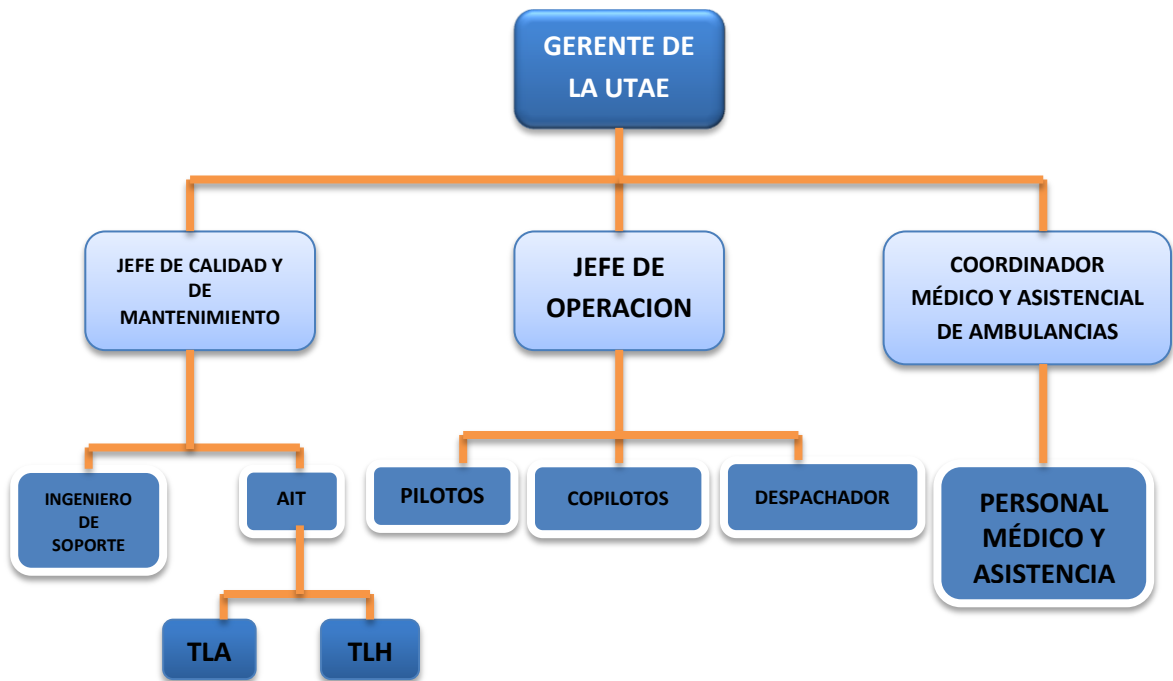 GERENTE DE
LA UTAE
JEFE DE CALIDAD Y
DE
MANTENIMIENTO
JEFE DE
OPERACION
COORDINADOR
MÉDICO Y ASISTENCIAL
DE AMBULANCIAS
INGENIERO
DE
SOPORTE
AIT
PILOTOS
COPILOTOS
DESPACHADOR
PERSONAL
MÉDICO Y
ASISTENCIA
TLA
TLH